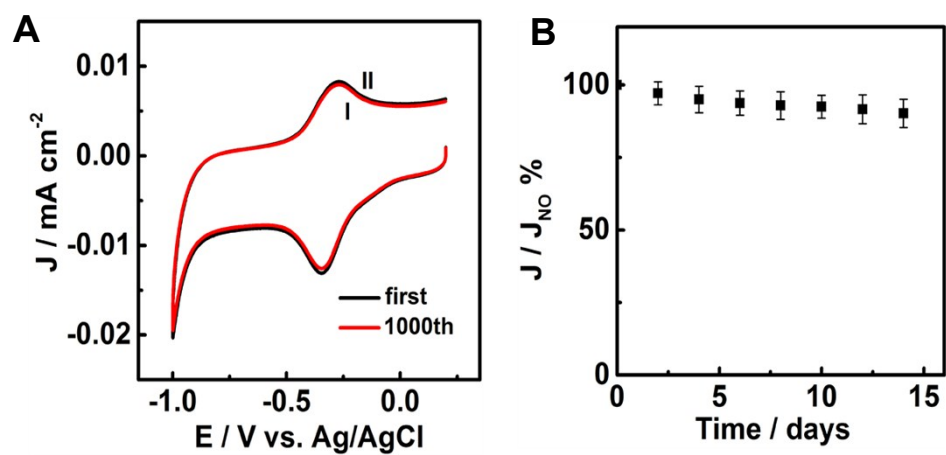 A
J / mA cm⁻²
0.01
0.00
-0.01
-0.02
II
I
first
1000th
-1.0
-0.5
0.0
E / V vs. Ag/AgCl
B
J / J_NO %
100
50
0
0
5
10
15
Time / days